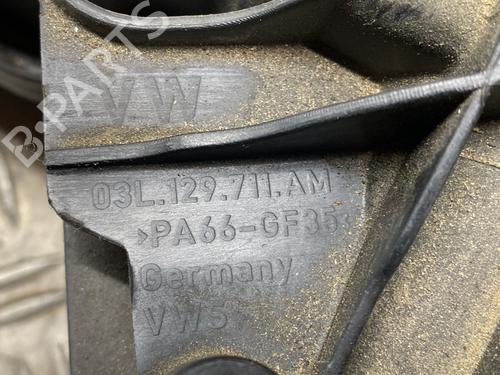 VW
03L.129.711.AM
>PA66-GF35<
Germany
VW5
B-PARTS